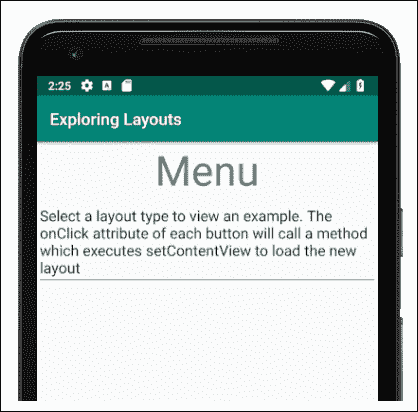 2:25
Exploring Layouts
Menu
Select a layout type to view an example. The
onClick attribute of each button will call a method
which executes setContentView to load the new
layout